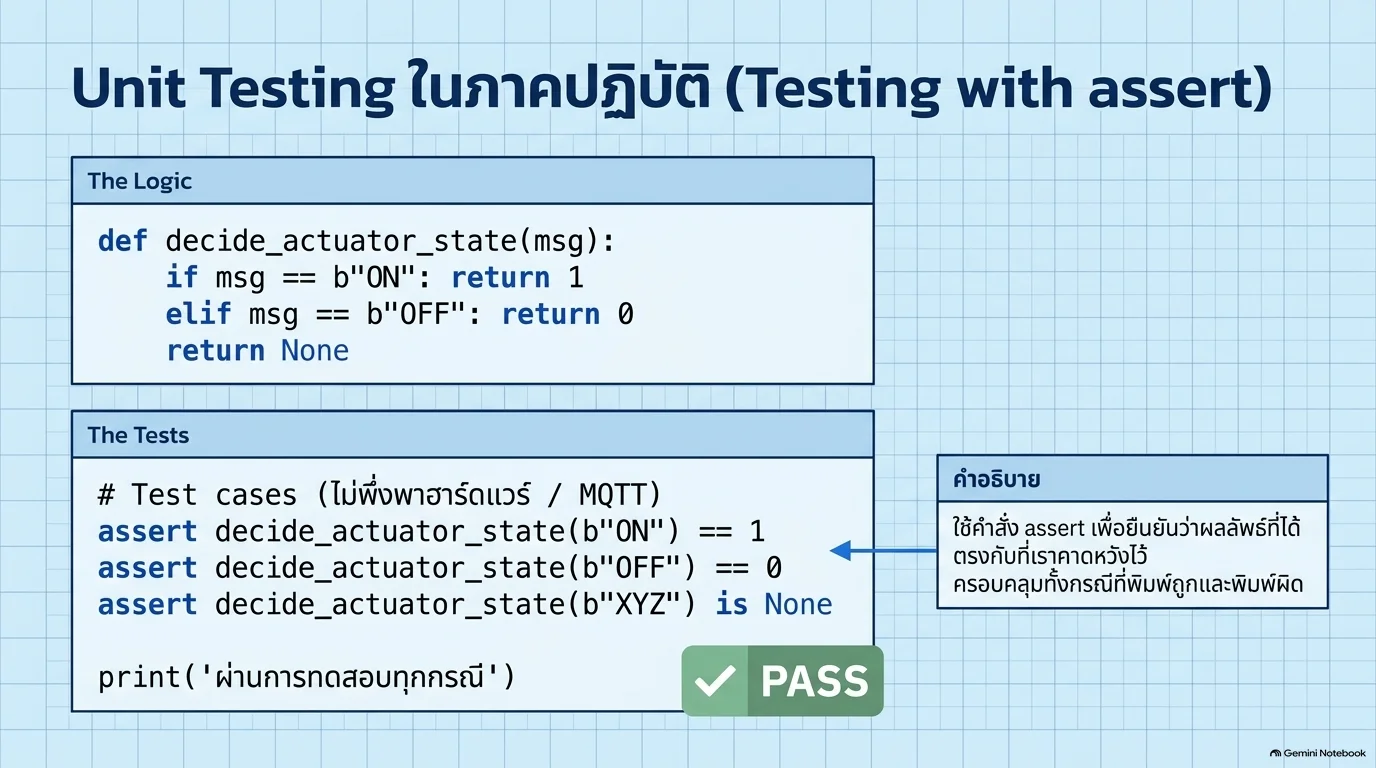 Unit Testing ในภาคปฏิบัติ (Testing with assert)
The Logic
def decide_actuator_state(msg):
    if msg == b"ON": return 1
    elif msg == b"OFF": return 0
    return None
The Tests
# Test cases (ไม่พึ่งพาฮาร์ดแวร์ / MQTT)
assert decide_actuator_state(b"ON") == 1
assert decide_actuator_state(b"OFF") == 0
assert decide_actuator_state(b"XYZ") is None
print('ผ่านการทดสอบทุกกรณี')
PASS
คำอธิบาย
ใช้คำสั่ง assert เพื่อยืนยันว่าผลลัพธ์ที่ได้
ตรงกับที่เราคาดหวังไว้
ครอบคลุมทั้งกรณีที่พิมพ์ถูกและพิมพ์ผิด
Gemini Notebook